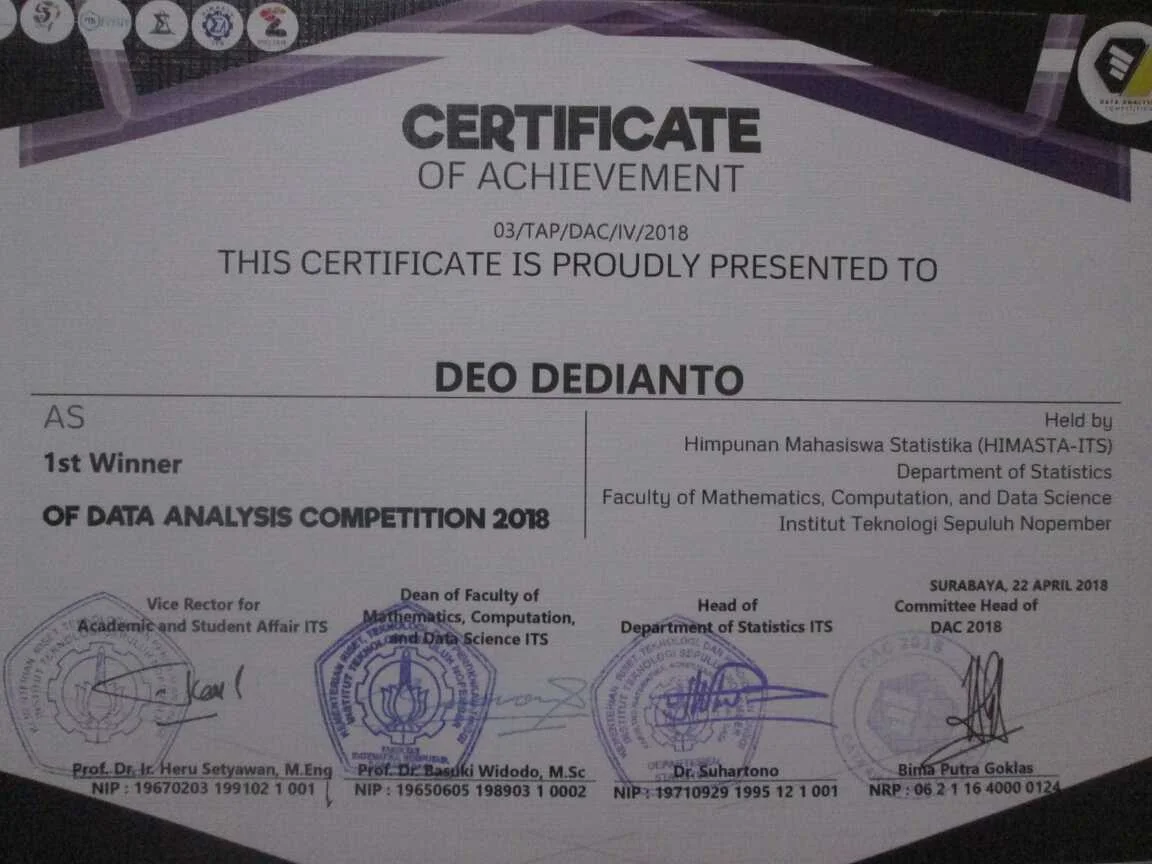 DATA ANALYSIS
COMPETITION
CERTIFICATE
OF ACHIEVEMENT
03/TAP/DAC/IV/2018
THIS CERTIFICATE IS PROUDLY PRESENTED TO
DEO DEDIANTO
AS
1st Winner
OF DATA ANALYSIS COMPETITION 2018
Held by
Himpunan Mahasiswa Statistika (HIMASTA-ITS)
Department of Statistics
Faculty of Mathematics, Computation, and Data Science
Institut Teknologi Sepuluh Nopember
SURABAYA, 22 APRIL 2018
Vice Rector for
Academic and Student Affair ITS
Dean of Faculty of
Mathematics, Computation,
and Data Science ITS
Head of
Department of Statistics ITS
Committee Head of
DAC 2018
DAC 2018
Prof. Dr. Ir. Heru Setyawan, M.Eng
NIP : 19670203 199102 1 001
Prof. Dr. Basuki Widodo, M.Sc
NIP : 19650605 198903 1 0002
Dr. Suhartono
NIP : 19710929 1995 12 1 001
Bima Putra Goklas
NRP : 06 2 1 16 4000 0124